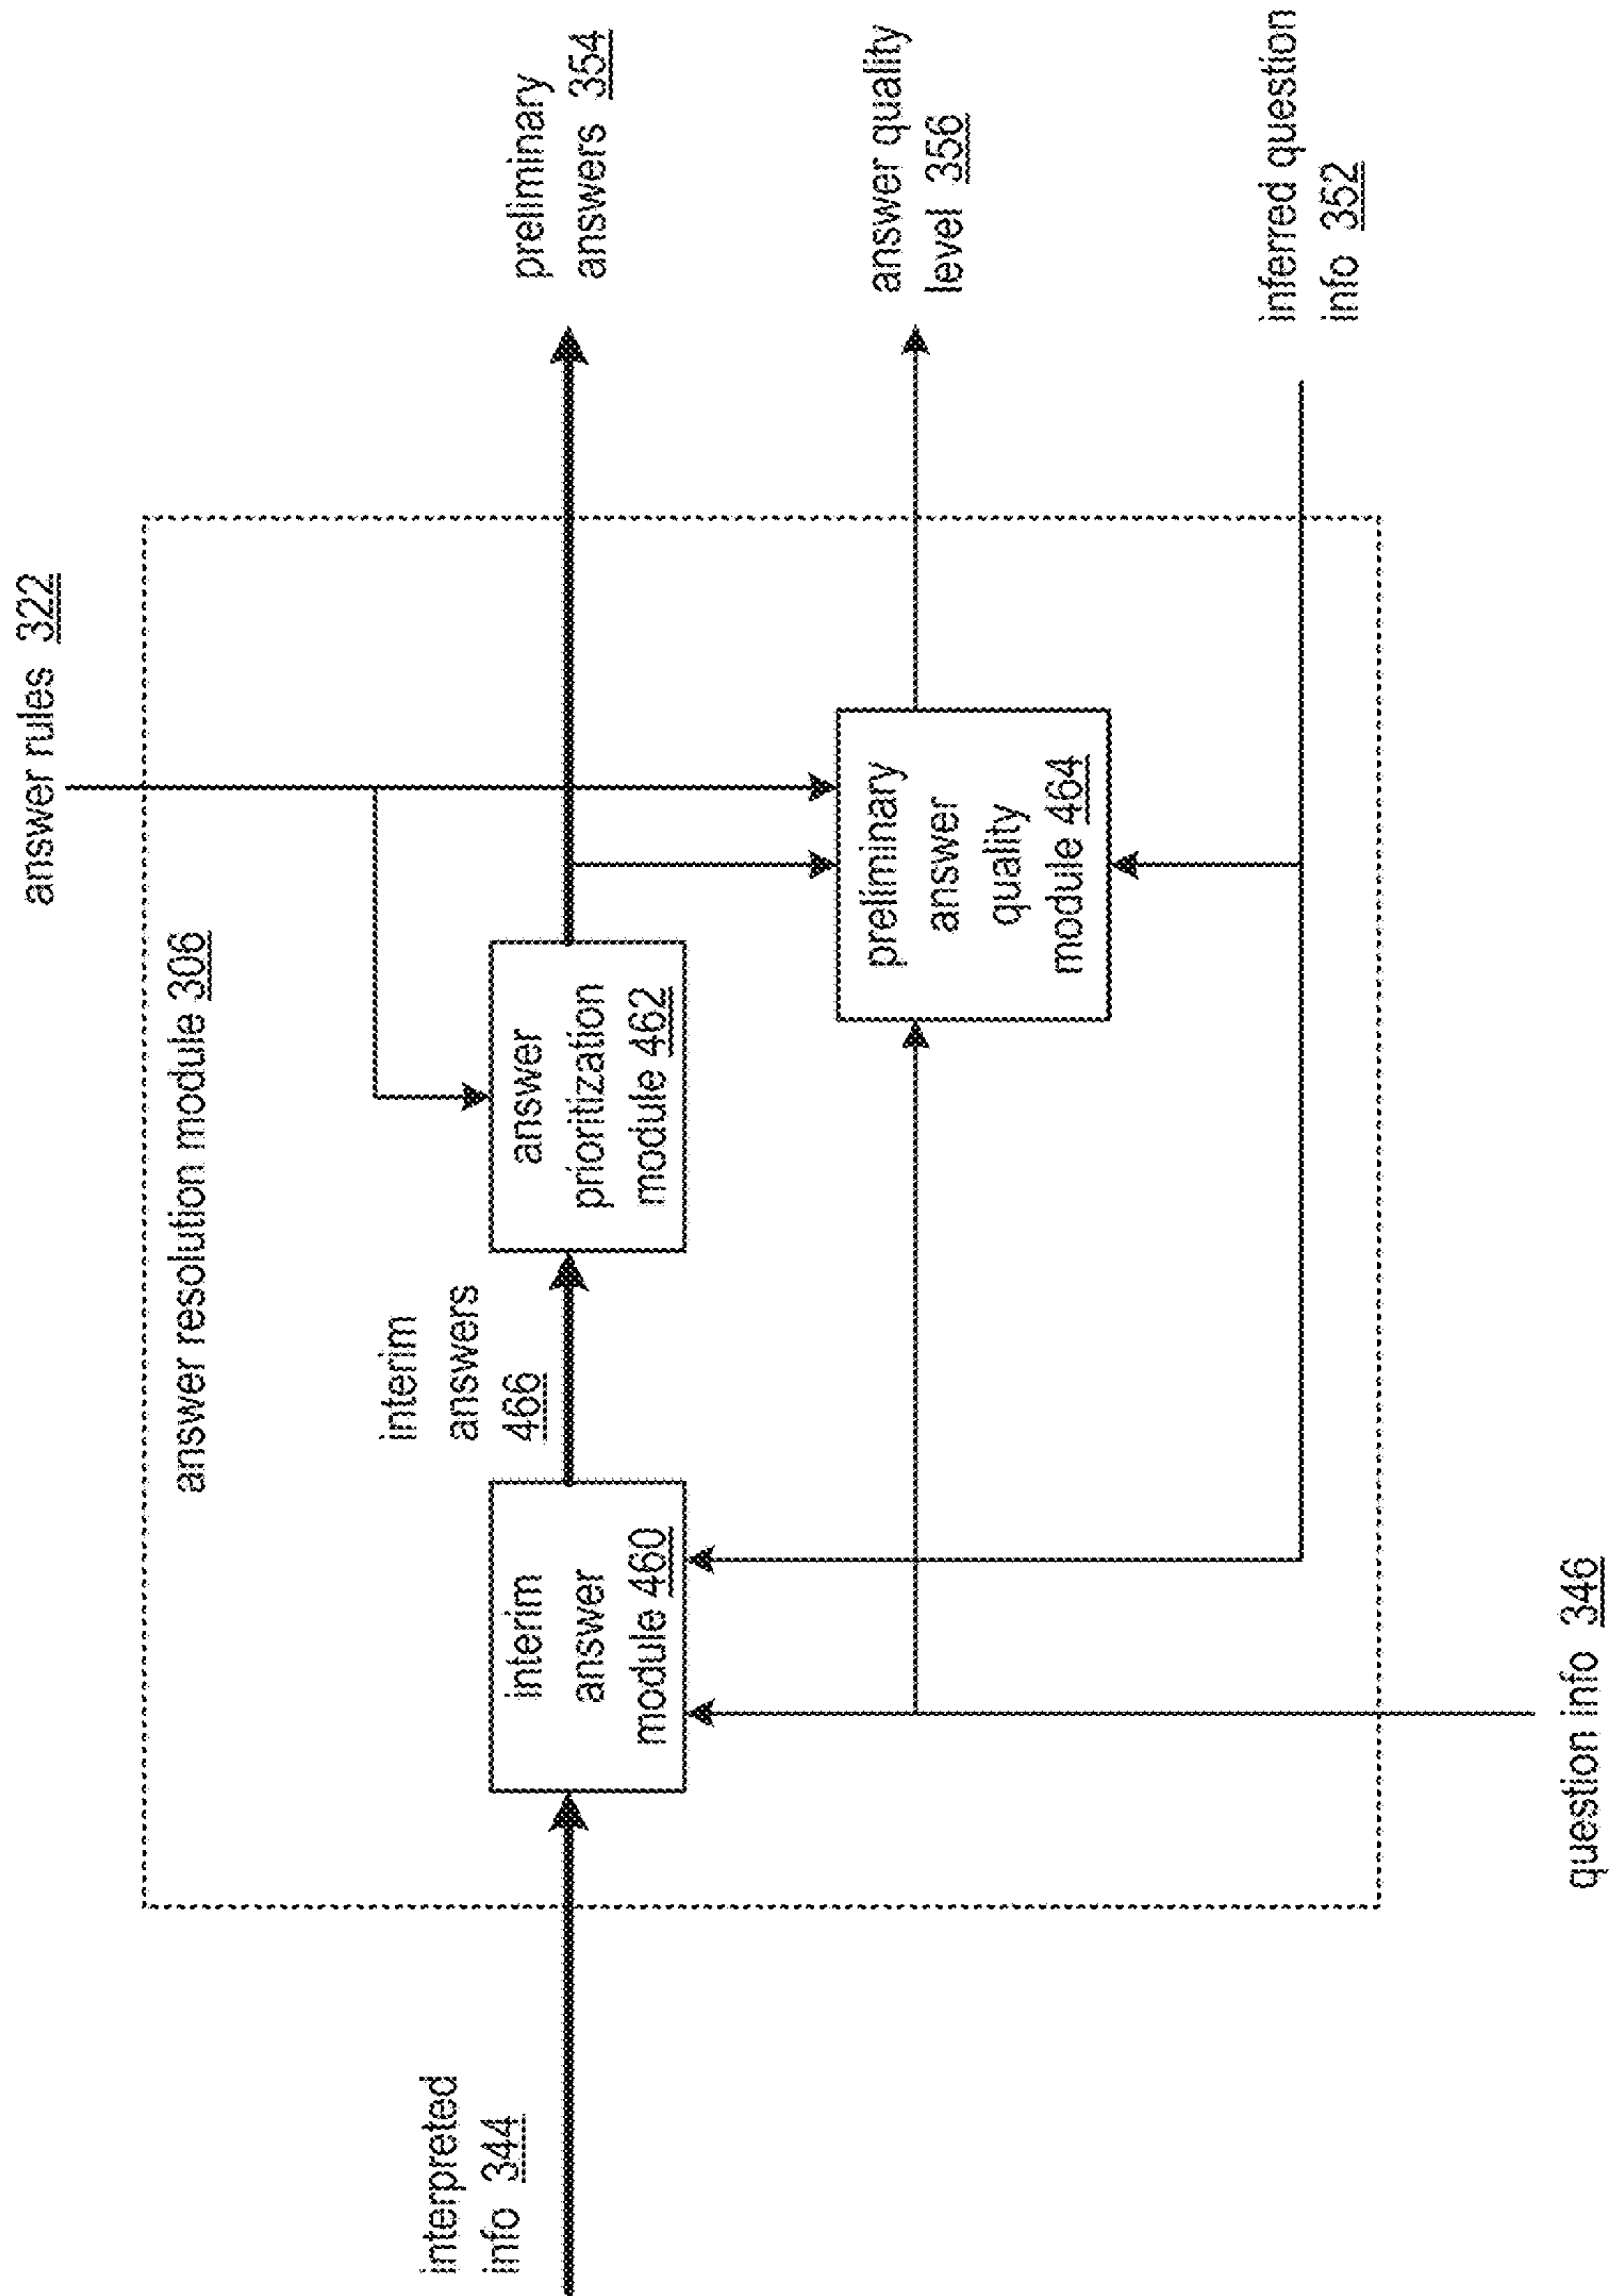 answer rules 322
answer resolution module 306
interpreted
info 344
interim
answer
module 460
interim
answers
466
answer
prioritization
module 462
preliminary
answers 354
preliminary
answer
quality
module 464
answer quality
level 356
inferred question
info 352
question info 346